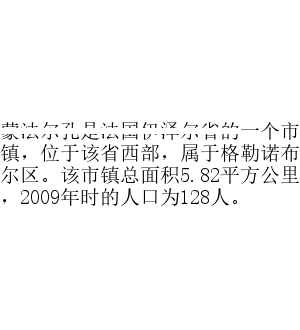 蒙法尔孔是法国伊泽尔省的一个市
镇，位于该省西部，属于格勒诺布
尔区。该市镇总面积5.82平方公里
，2009年时的人口为128人。